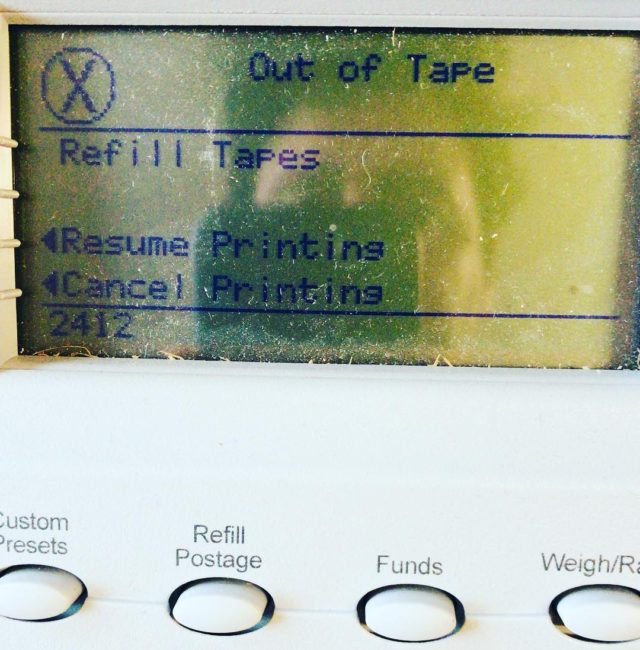 Out of Tape
Refill Tapes
Resume Printing
Cancel Printing
2412
Custom
Presets
Refill
Postage
Funds
Weigh/Ra